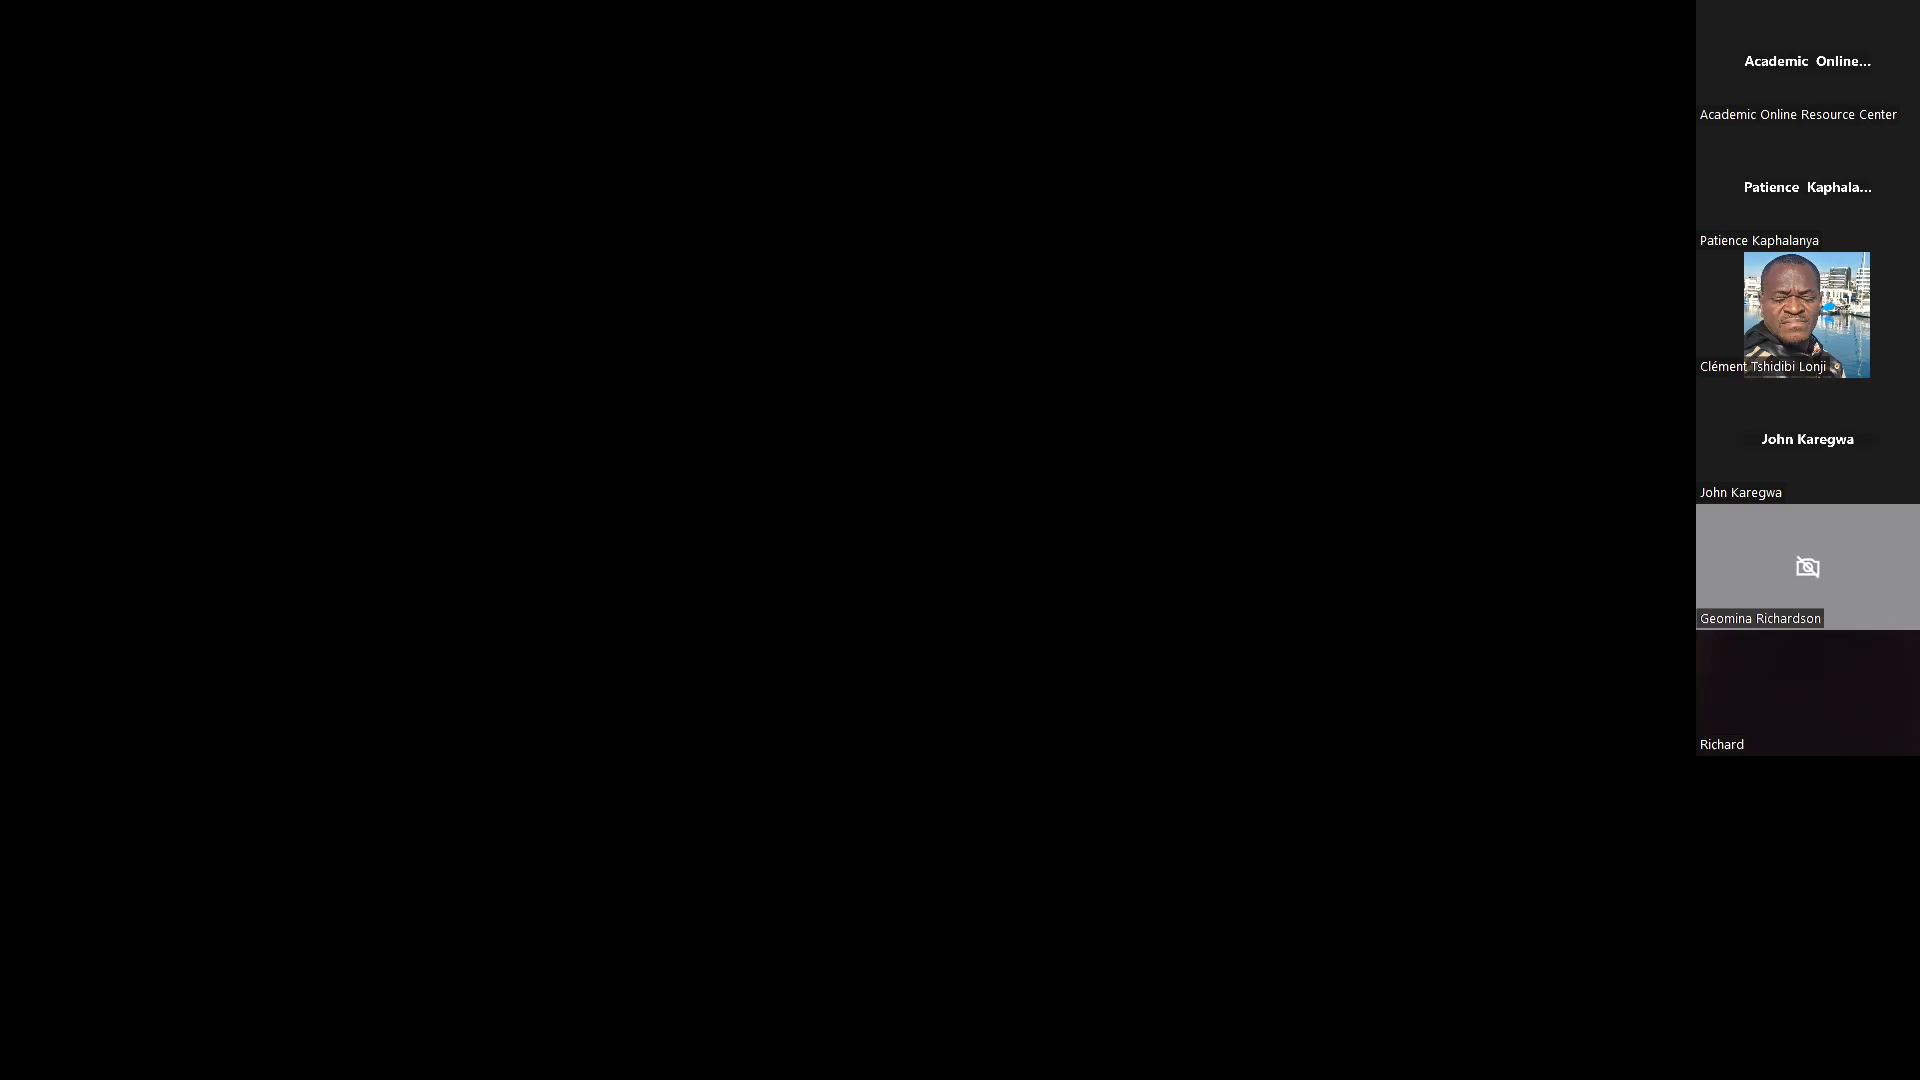 Academic Online...
Academic Online Resource Center
Patience Kaphala...
Patience Kaphalanya
Clément Tshidibi Lonji
John Karegwa
John Karegwa
Geomina Richardson
Richard